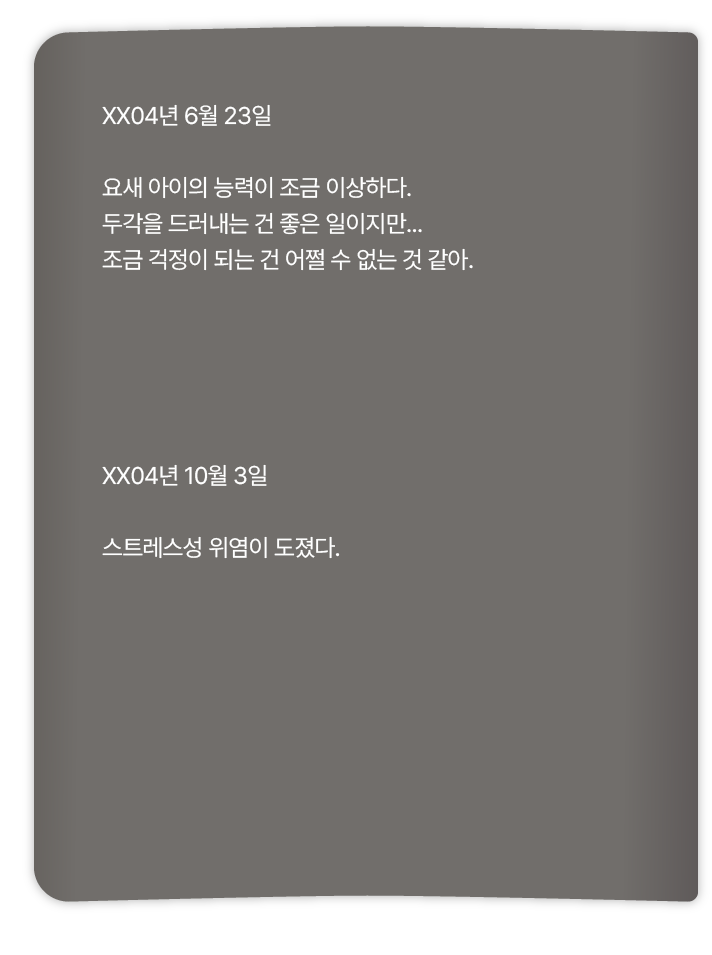 XX04년 6월 23일
요새 아이의 능력이 조금 이상하다.
두각을 드러내는 건 좋은 일이지만...
조금 걱정이 되는 건 어쩔 수 없는 것 같아.
XX04년 10월 3일
스트레스성 위염이 도졌다.